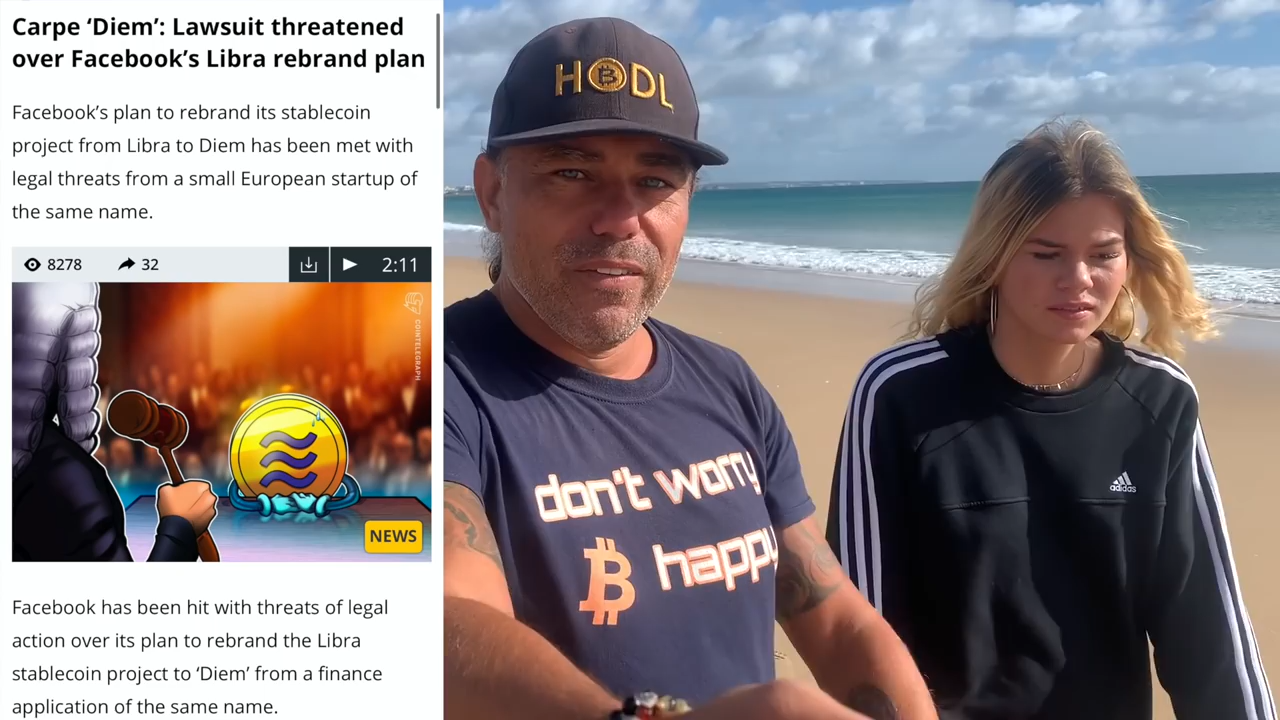 Carpe ‘Diem’: Lawsuit threatened
over Facebook’s Libra rebrand plan
Facebook’s plan to rebrand its stablecoin
project from Libra to Diem has been met with
legal threats from a small European startup of
the same name.
8278
32
2:11
COINTELEGRAPH
NEWS
Facebook has been hit with threats of legal
action over its plan to rebrand the Libra
stablecoin project to ‘Diem’ from a finance
application of the same name.
H₿DL
don't worry
₿ happy
adidas